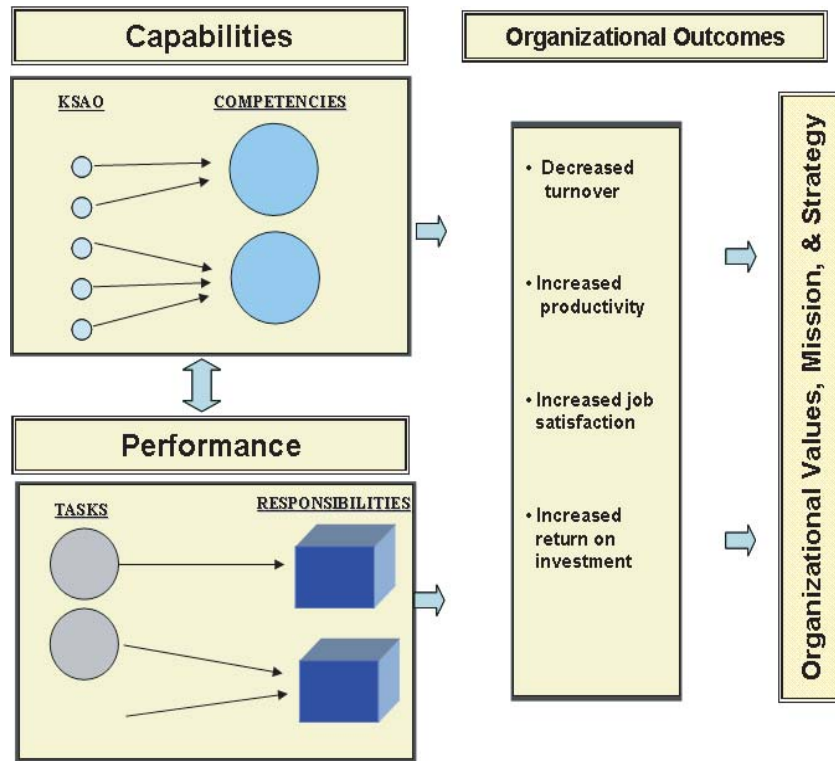 Capabilities
KSAO
COMPETENCIES
Performance
TASKS
RESPONSIBILITIES
Organizational Outcomes
• Decreased
turnover
• Increased
productivity
• Increased job
satisfaction
• Increased
return on
investment
Organizational Values, Mission, & Strategy